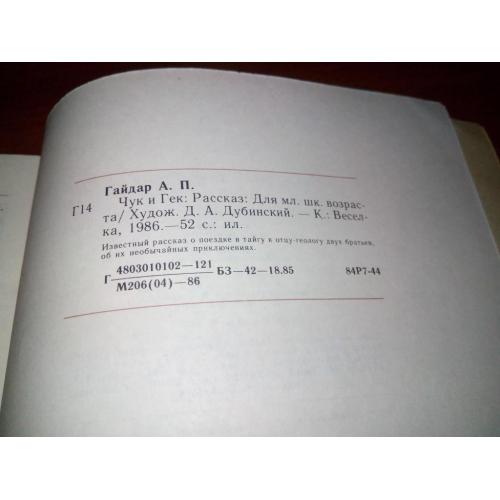 Гайдар А. П.
Г14 Чук и Гек: Рассказ: Для мл. шк. возрас-
та/ Худож. Д. А. Дубинский. — К.: Весел-
ка, 1986.—52 с.: ил.
Известный рассказ о поездке в тайгу к отцу-геологу двух братьев,
об их необычайных приключениях.
4803010102—121
Г БЗ—42—18.85 84Р7-44
М206(04)—86